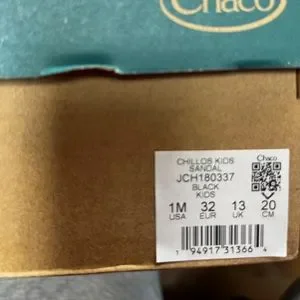 Chaco
CHILLOS KIDS
SANDAL
JCH180337
BLACK
KIDS
Chaco
1M 32 13 20
USA EUR UK CM
1 94917 31366 4